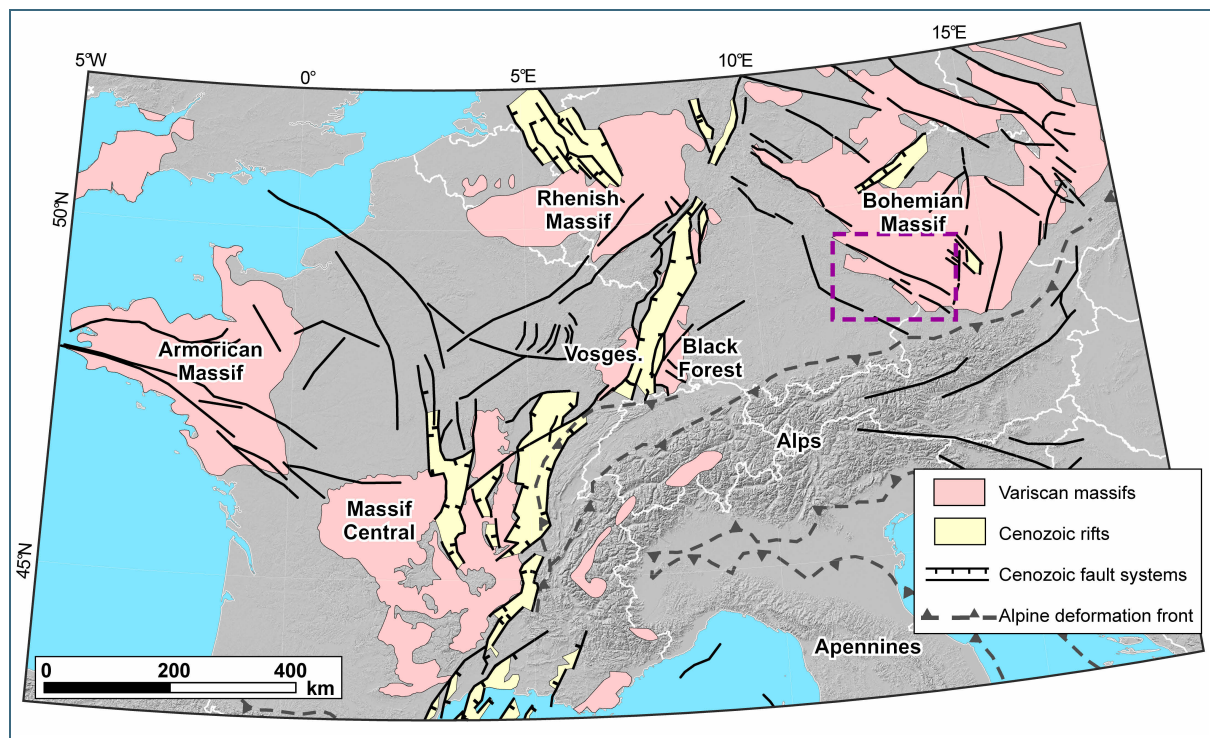 5°W
0°
5°E
10°E
15°E
50°N
45°N
Rhenish
Massif
Bohemian
Massif
Armorican
Massif
Vosges.
Black
Forest
Alps
Massif
Central
Apennines
Variscan massifs
Cenozoic rifts
Cenozoic fault systems
Alpine deformation front
0 200 400
km